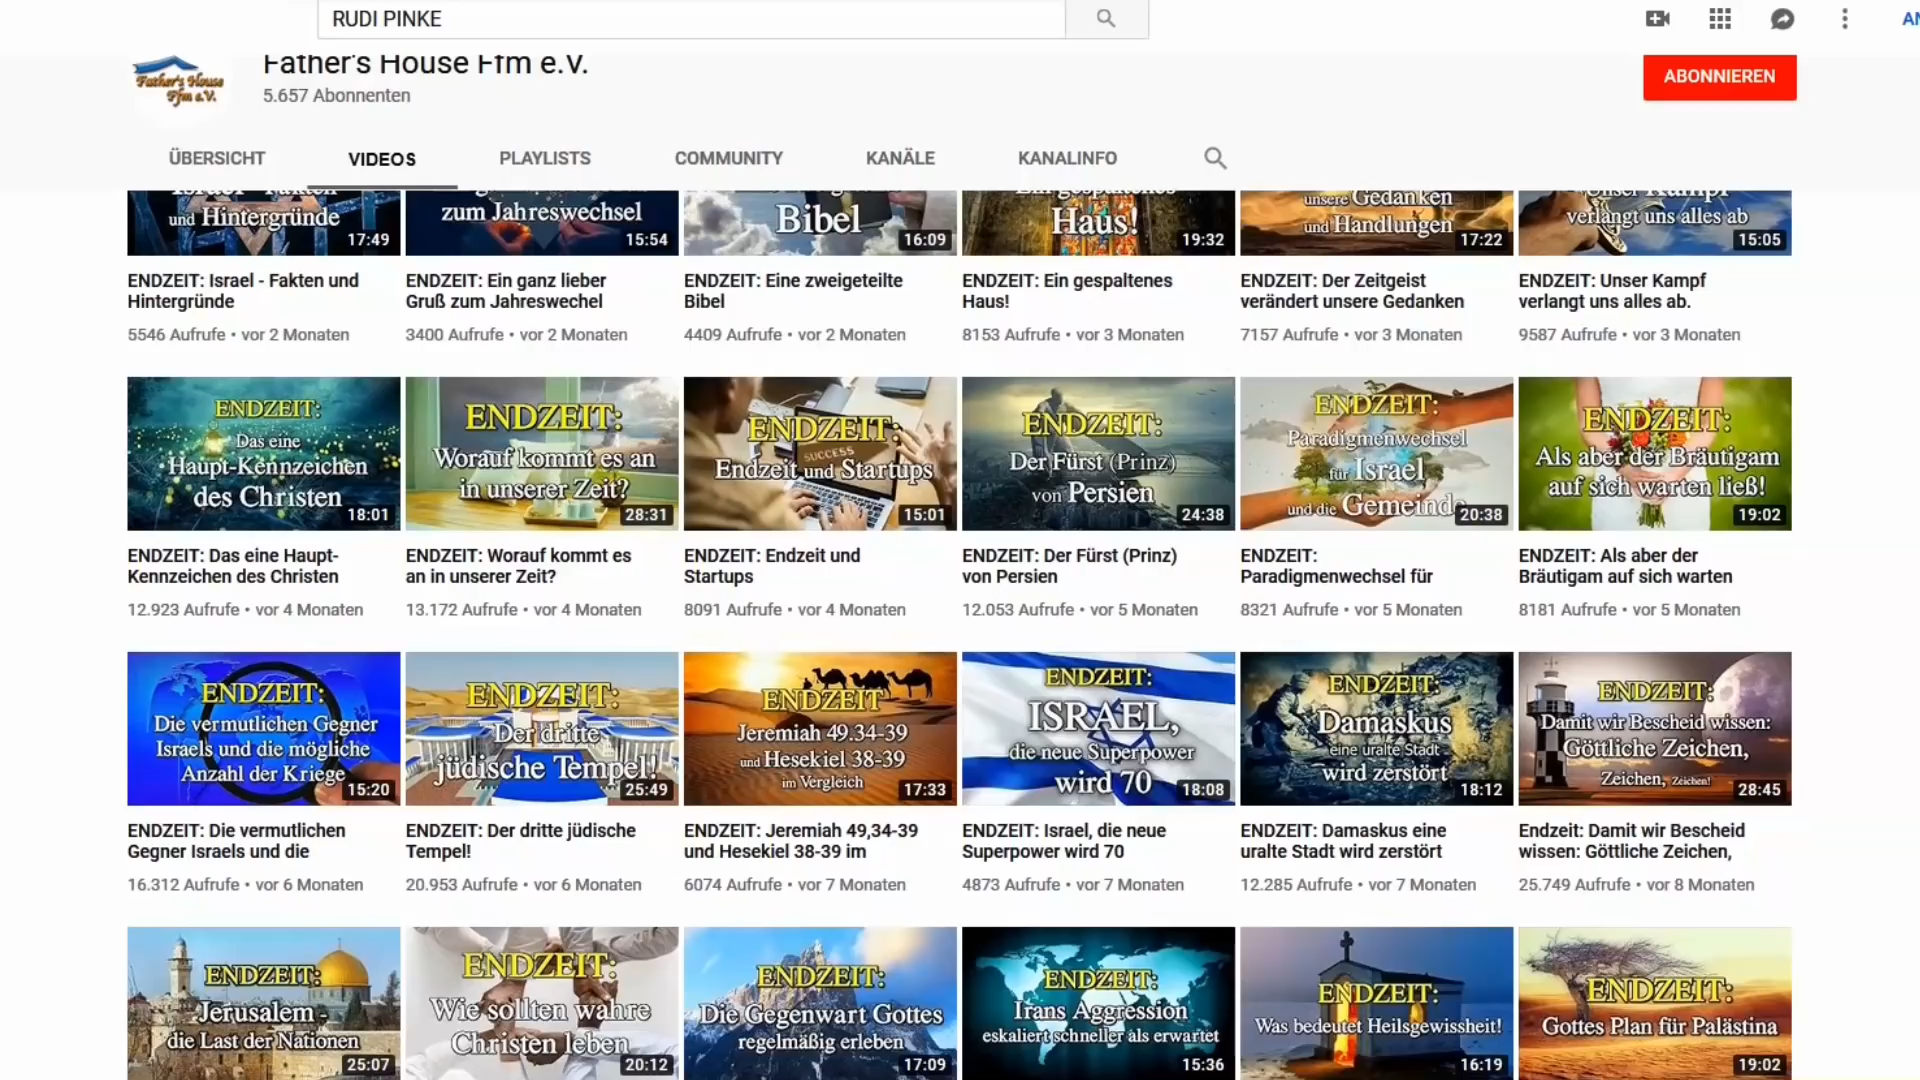 RUDI PINKE
AN
Father's House
Ffm e.V.
Father's House Ffm e.V.
5.657 Abonnenten
ABONNIEREN
ÜBERSICHT
VIDEOS
PLAYLISTS
COMMUNITY
KANÄLE
KANALINFO
Israel - Fakten
und Hintergründe
17:49
zum Jahreswechsel
15:54
Bibel
16:09
Ein gespaltenes
Haus!
19:32
unsere Gedanken
und Handlungen
17:22
Unser Kampf
verlangt uns alles ab
15:05
ENDZEIT: Israel - Fakten und
Hintergründe
5546 Aufrufe • vor 2 Monaten
ENDZEIT: Ein ganz lieber
Gruß zum Jahreswechel
3400 Aufrufe • vor 2 Monaten
ENDZEIT: Eine zweigeteilte
Bibel
4409 Aufrufe • vor 2 Monaten
ENDZEIT: Ein gespaltenes
Haus!
8153 Aufrufe • vor 3 Monaten
ENDZEIT: Der Zeitgeist
verändert unsere Gedanken
7157 Aufrufe • vor 3 Monaten
ENDZEIT: Unser Kampf
verlangt uns alles ab.
9587 Aufrufe • vor 3 Monaten
ENDZEIT:
Das eine
Haupt-Kennzeichen
des Christen
18:01
ENDZEIT:
Worauf kommt es an
in unserer Zeit?
28:31
ENDZEIT:
SUCCESS
Endzeit und Startups
15:01
ENDZEIT:
Der Fürst (Prinz)
von Persien
24:38
ENDZEIT:
Paradigmenwechsel
für Israel
und die Gemeinde
20:38
ENDZEIT:
Als aber der Bräutigam
auf sich warten ließ!
19:02
ENDZEIT: Das eine Haupt-
Kennzeichen des Christen
12.923 Aufrufe • vor 4 Monaten
ENDZEIT: Worauf kommt es
an in unserer Zeit?
13.172 Aufrufe • vor 4 Monaten
ENDZEIT: Endzeit und
Startups
8091 Aufrufe • vor 4 Monaten
ENDZEIT: Der Fürst (Prinz)
von Persien
12.053 Aufrufe • vor 5 Monaten
ENDZEIT:
Paradigmenwechsel für
8321 Aufrufe • vor 5 Monaten
ENDZEIT: Als aber der
Bräutigam auf sich warten
8181 Aufrufe • vor 5 Monaten
ENDZEIT:
Die vermutlichen Gegner
Israels und die mögliche
Anzahl der Kriege
15:20
ENDZEIT:
Der dritte
jüdische Tempel!
25:49
ENDZEIT
Jeremiah 49.34-39
und Hesekiel 38-39
im Vergleich
17:33
ENDZEIT:
ISRAEL,
die neue Superpower
wird 70
18:08
ENDZEIT:
Damaskus
eine uralte Stadt
wird zerstört
18:12
ENDZEIT:
Damit wir Bescheid wissen:
Göttliche Zeichen,
Zeichen, Zeichen!
28:45
ENDZEIT: Die vermutlichen
Gegner Israels und die
16.312 Aufrufe • vor 6 Monaten
ENDZEIT: Der dritte jüdische
Tempel!
20.953 Aufrufe • vor 6 Monaten
ENDZEIT: Jeremiah 49,34-39
und Hesekiel 38-39 im
6074 Aufrufe • vor 7 Monaten
ENDZEIT: Israel, die neue
Superpower wird 70
4873 Aufrufe • vor 7 Monaten
ENDZEIT: Damaskus eine
uralte Stadt wird zerstört
12.285 Aufrufe • vor 7 Monaten
Endzeit: Damit wir Bescheid
wissen: Göttliche Zeichen,
25.749 Aufrufe • vor 8 Monaten
ENDZEIT:
Jerusalem -
die Last der Nationen
25:07
ENDZEIT:
Wie sollten wahre
Christen leben
20:12
ENDZEIT:
Die Gegenwart Gottes
regelmäßig erleben
17:09
ENDZEIT:
Irans Aggression
eskaliert schneller als erwartet
15:36
ENDZEIT:
Was bedeutet Heilsgewissheit!
16:19
ENDZEIT:
Gottes Plan für Palästina
19:02